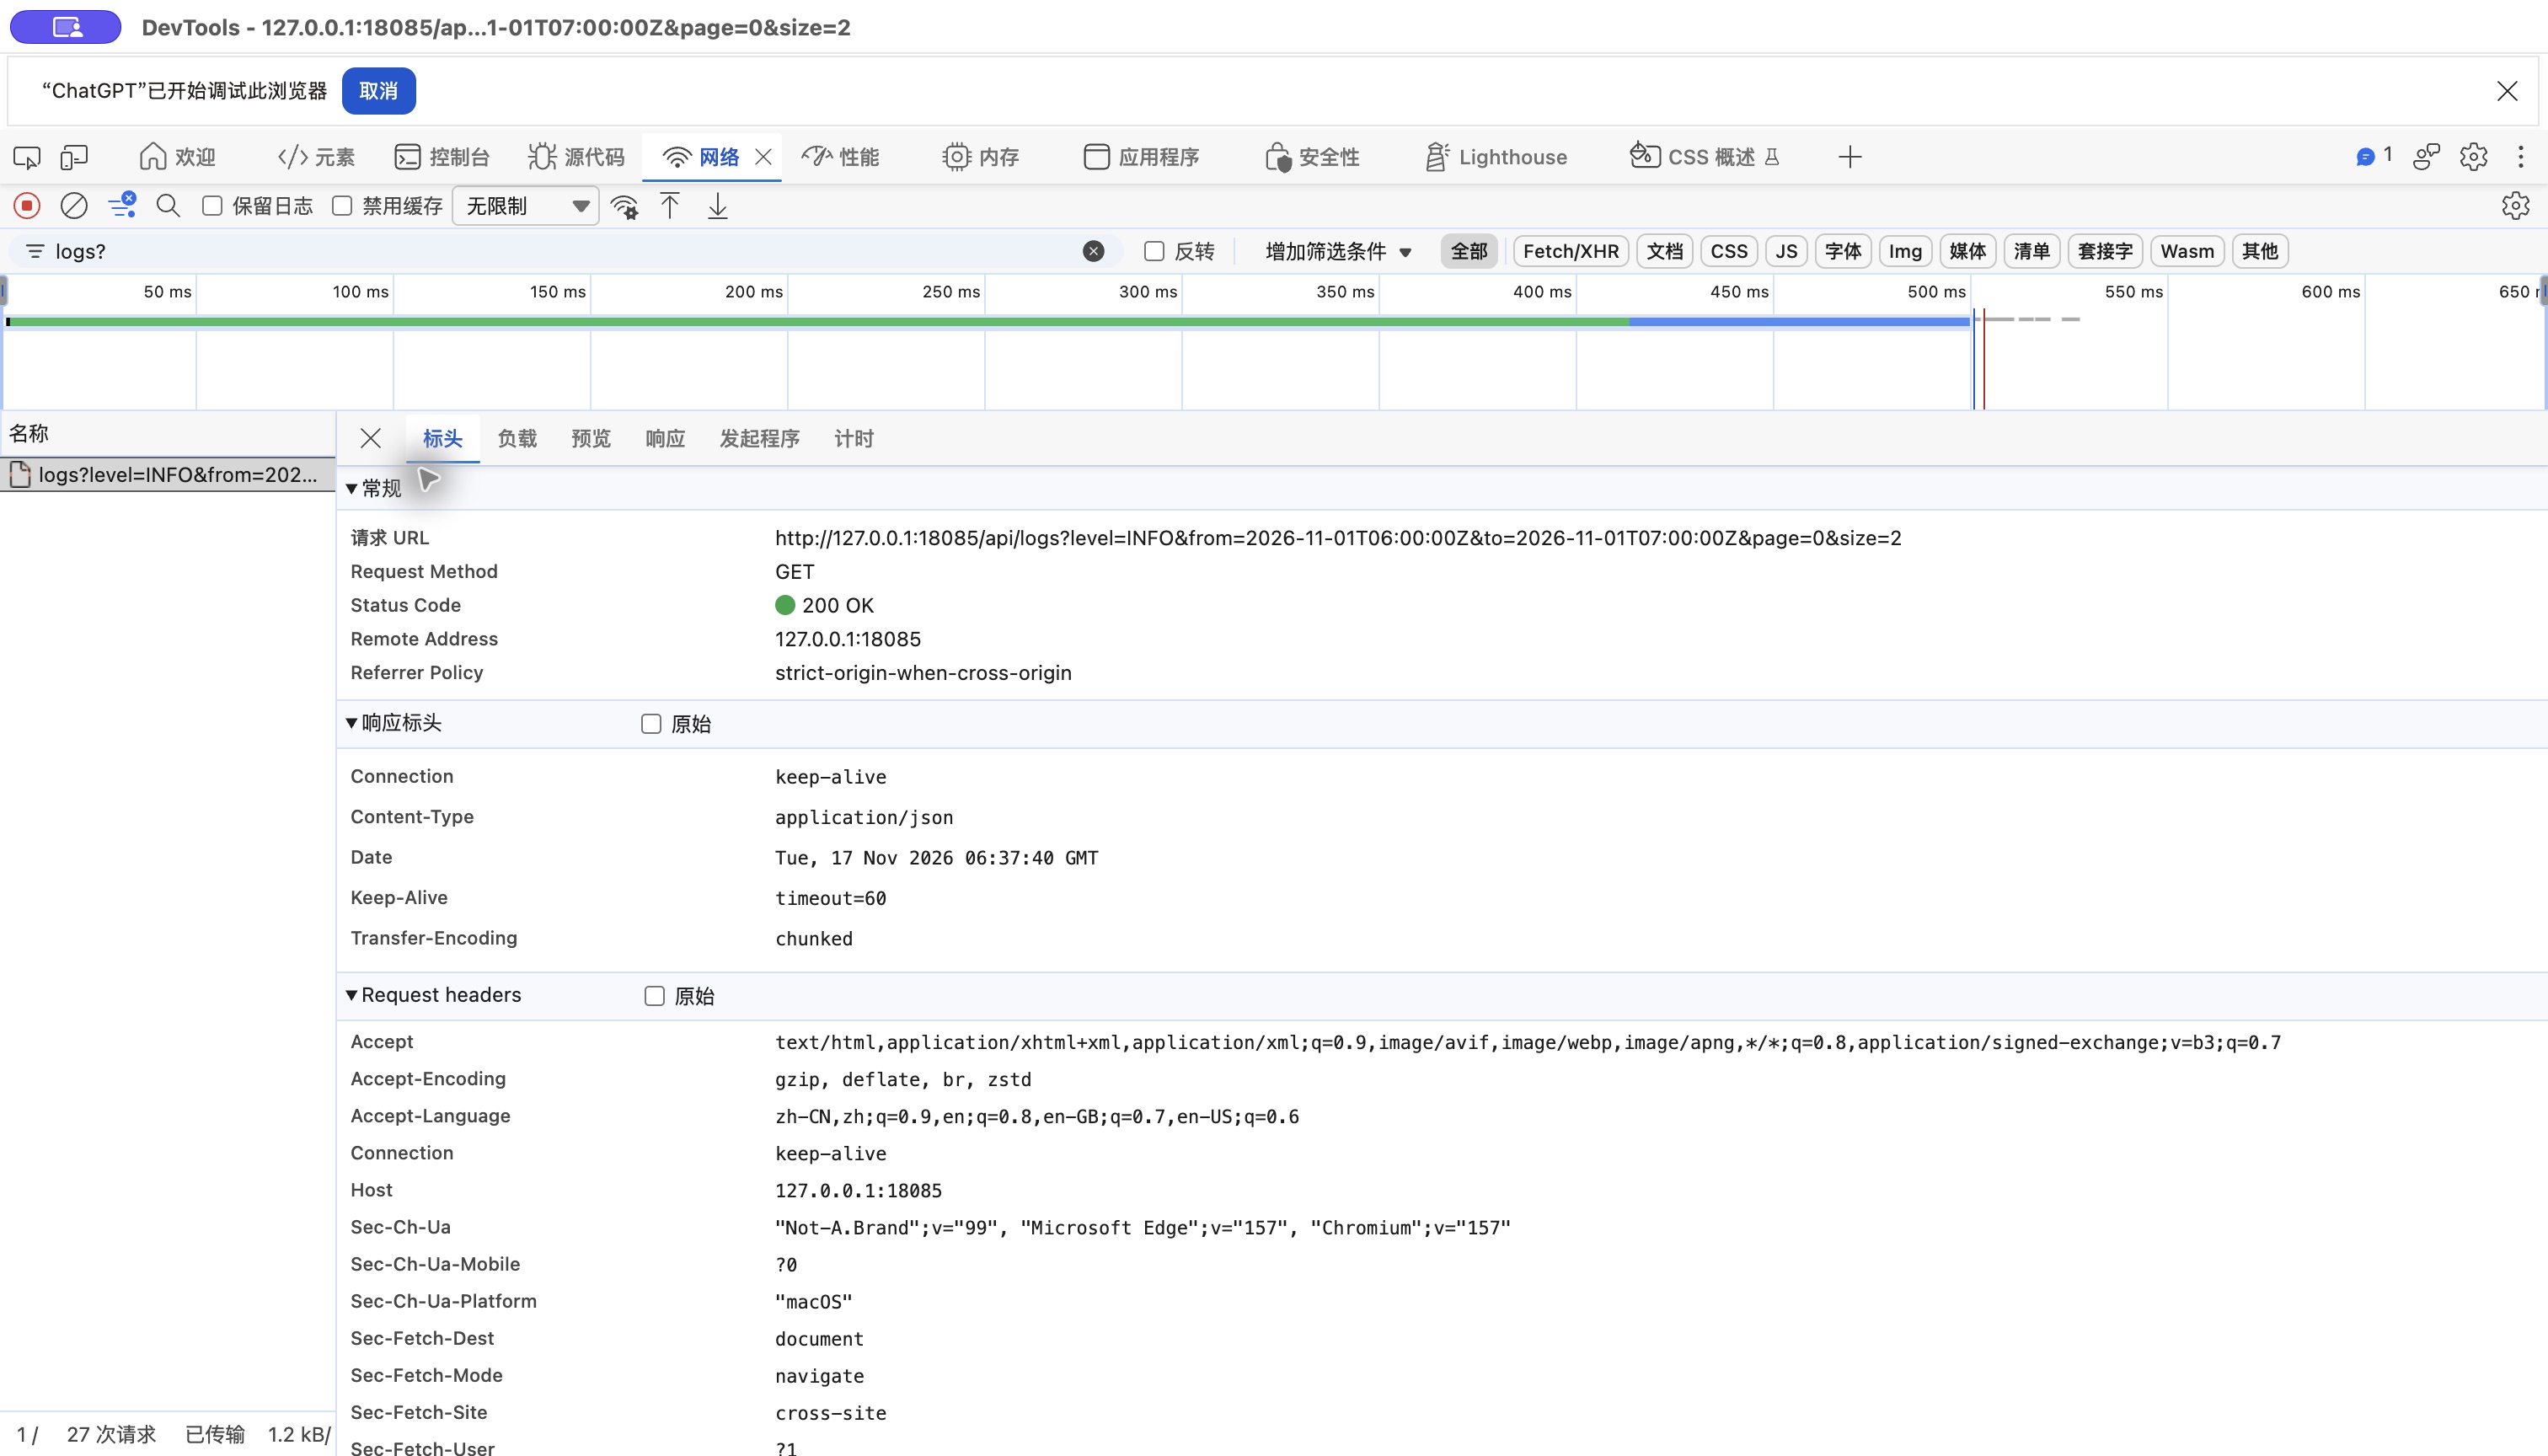 DevTools - 127.0.0.1:18085/ap...1-01T07:00:00Z&page=0&size=2
“ChatGPT”已开始调试此浏览器 取消
欢迎 元素 控制台 源代码 网络 性能 内存 应用程序 安全性 Lighthouse CSS 概述 1
保留日志 禁用缓存 无限制
logs? 反转 增加筛选条件 全部 Fetch/XHR 文档 CSS JS 字体 Img 媒体 清单 套接字 Wasm 其他
50 ms 100 ms 150 ms 200 ms 250 ms 300 ms 350 ms 400 ms 450 ms 500 ms 550 ms 600 ms 650
名称 标头 负载 预览 响应 发起程序 计时
logs?level=INFO&from=202...
常规
请求 URL http://127.0.0.1:18085/api/logs?level=INFO&from=2026-11-01T06:00:00Z&to=2026-11-01T07:00:00Z&page=0&size=2
Request Method GET
Status Code 200 OK
Remote Address 127.0.0.1:18085
Referrer Policy strict-origin-when-cross-origin
响应标头 原始
Connection keep-alive
Content-Type application/json
Date Tue, 17 Nov 2026 06:37:40 GMT
Keep-Alive timeout=60
Transfer-Encoding chunked
Request headers 原始
Accept text/html,application/xhtml+xml,application/xml;q=0.9,image/avif,image/webp,image/apng,*/*;q=0.8,application/signed-exchange;v=b3;q=0.7
Accept-Encoding gzip, deflate, br, zstd
Accept-Language zh-CN,zh;q=0.9,en;q=0.8,en-GB;q=0.7,en-US;q=0.6
Connection keep-alive
Host 127.0.0.1:18085
Sec-Ch-Ua "Not-A.Brand";v="99", "Microsoft Edge";v="157", "Chromium";v="157"
Sec-Ch-Ua-Mobile ?0
Sec-Ch-Ua-Platform "macOS"
Sec-Fetch-Dest document
Sec-Fetch-Mode navigate
Sec-Fetch-Site cross-site
Sec-Fetch-User ?1
1 / 27 次请求 已传输 1.2 kB/